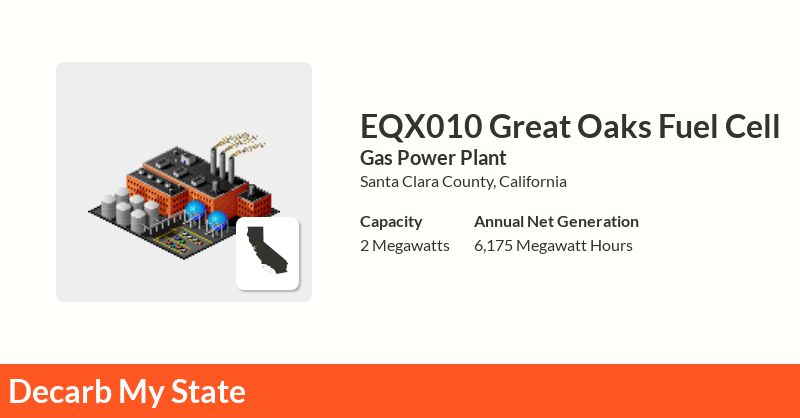 EQX010 Great Oaks Fuel Cell
Gas Power Plant
Santa Clara County, California
Capacity Annual Net Generation
2 Megawatts 6,175 Megawatt Hours
Decarb My State